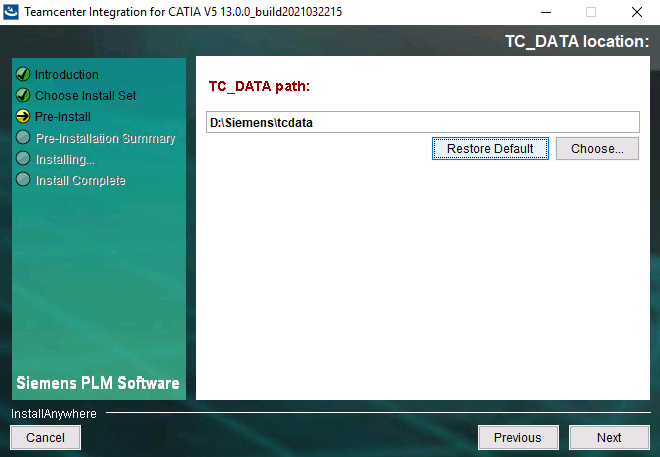 Teamcenter Integration for CATIA V5 13.0.0_build2021032215
TC_DATA location:
Introduction
Choose Install Set
Pre-Install
Pre-Installation Summary
Installing...
Install Complete
Siemens PLM Software
TC_DATA path:
D:\Siemens\tcdata
Restore Default
Choose...
InstallAnywhere
Cancel
Previous
Next